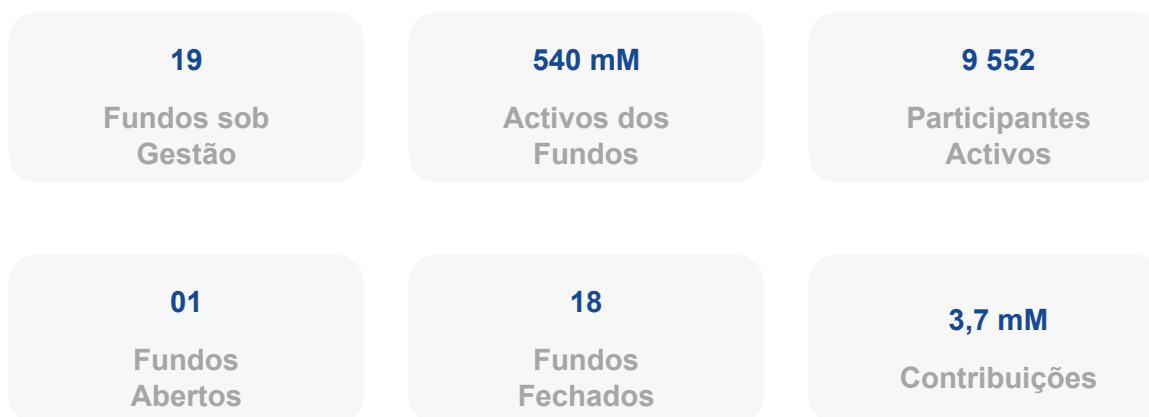 19
Fundos sob
Gestão
540 mM
Activos dos
Fundos
9 552
Participantes
Activos
01
Fundos
Abertos
18
Fundos
Fechados
3,7 mM
Contribuições